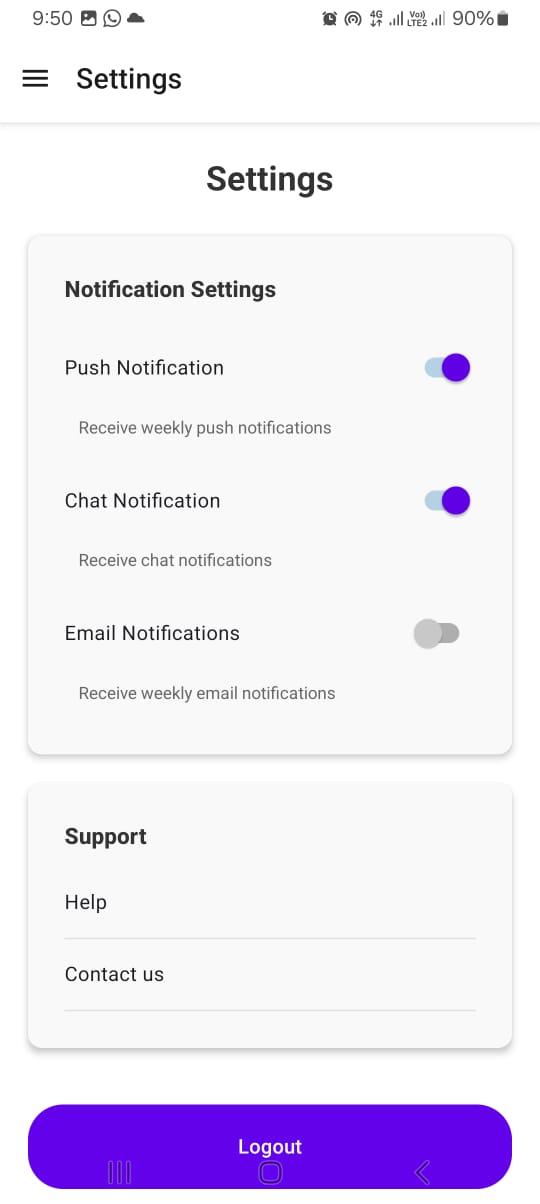 9:50
4G
Vo))
LTE2
90%
Settings
Settings
Notification Settings
Push Notification
Receive weekly push notifications
Chat Notification
Receive chat notifications
Email Notifications
Receive weekly email notifications
Support
Help
Contact us
Logout